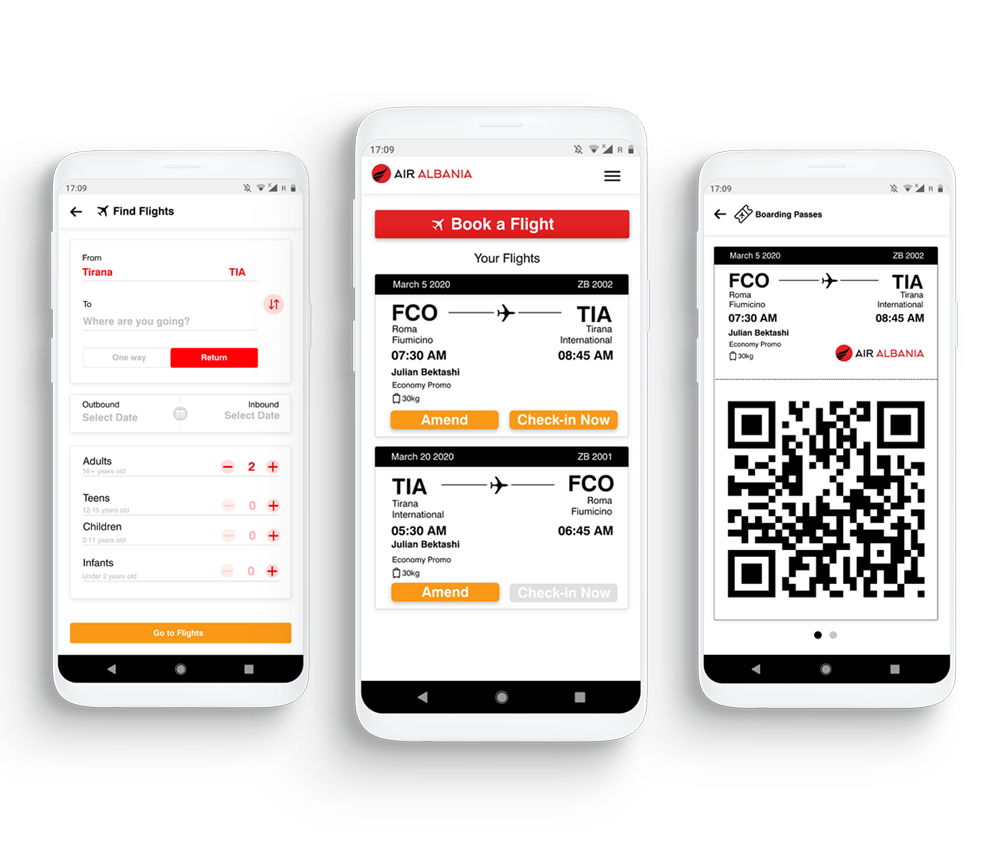 17:09
R
Find Flights
From
Tirana TIA
To
Where are you going?
One way Return
Outbound Inbound
Select Date Select Date
Adults
16+ years old
2
Teens
12-15 years old
0
Children
2-11 years old
0
Infants
Under 2 years old
0
Go to Flights
17:09
R
AIR ALBANIA
Book a Flight
Your Flights
March 5 2020 ZB 2002
FCO TIA
Roma Tirana
Fiumicino International
07:30 AM 08:45 AM
Julian Bektashi
Economy Promo
30kg
Amend Check-in Now
March 20 2020 ZB 2001
TIA FCO
Tirana Roma
International Fiumicino
05:30 AM 06:45 AM
Julian Bektashi
Economy Promo
30kg
Amend Check-in Now
17:09
R
Boarding Passes
March 5 2020 ZB 2002
FCO TIA
Roma Tirana
Fiumicino International
07:30 AM 08:45 AM
Julian Bektashi
Economy Promo
30kg
AIR ALBANIA